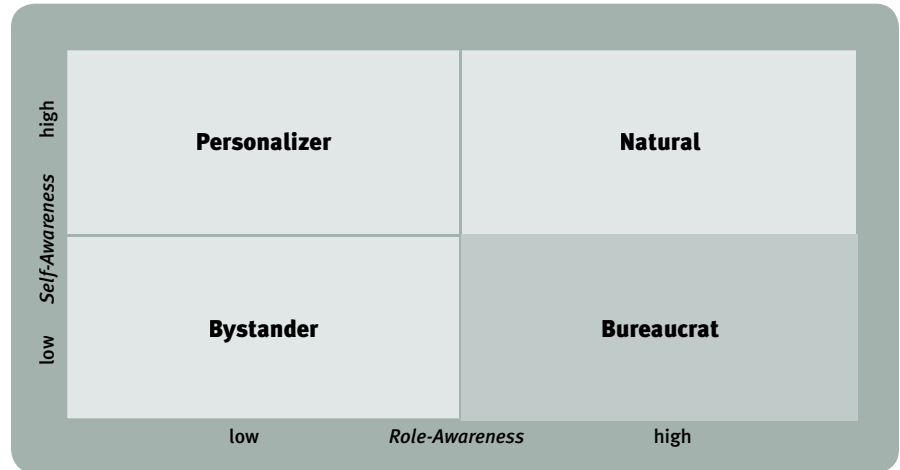 high
Personalizer
Natural
Self-Awareness
low
Bystander
Bureaucrat
low
Role-Awareness
high